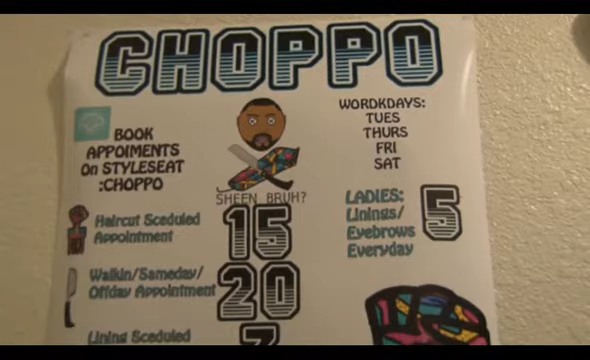 CHOPPO
BOOK
APPOIMENTS
On STYLESEAT
:CHOPPO
SHEEN BRUH?
WORDKDAYS:
TUES
THURS
FRI
SAT
LADIES:
Linings/
Eyebrows
Everyday
5
Haircut Sceduled
Appointment
15
Walkin/Sameday/
Offday Appointment
20
Lining Sceduled
7